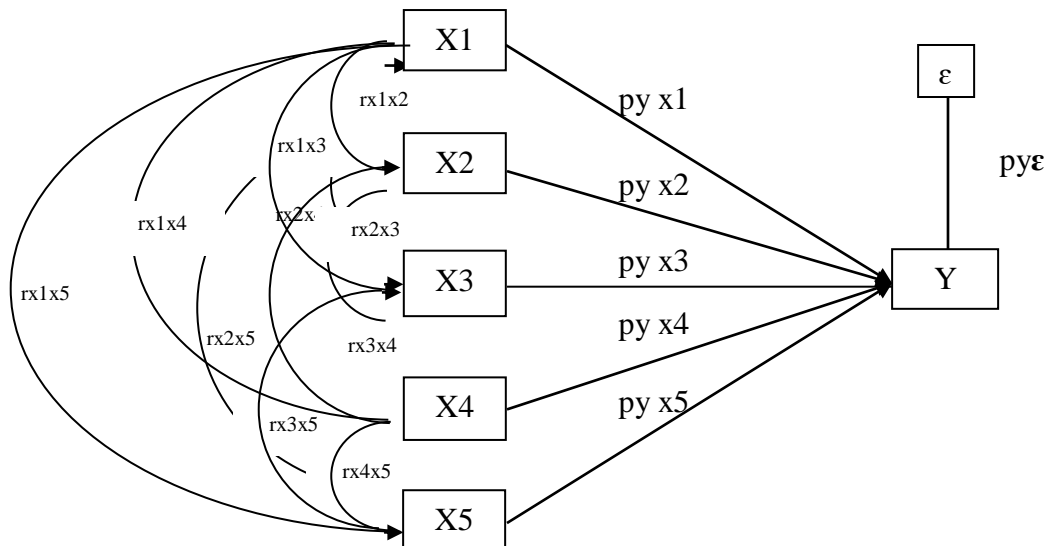 X1
ε
py x1
rx1x2
rx1x3
X2
pyε
py x2
rx2x
rx1x4
rx2x3
py x3
X3
Y
rx1x5
py x4
rx2x5
rx3x4
X4
py x5
rx3x5
rx4x5
X5